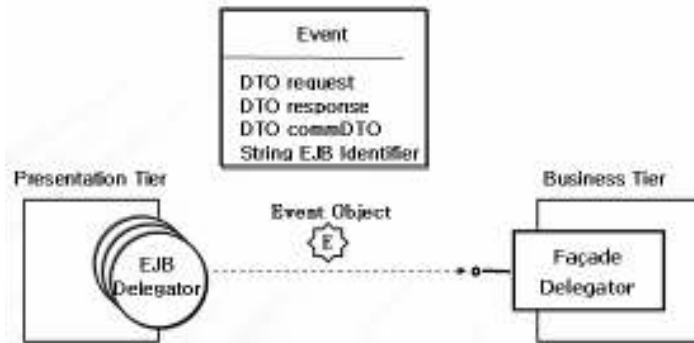 Event
DTO request
DTO response
DTO commDTO
String EJB Identifier
Presentation Tier
Business Tier
Event Object
E
EJB
Delegator
Façade
Delegator